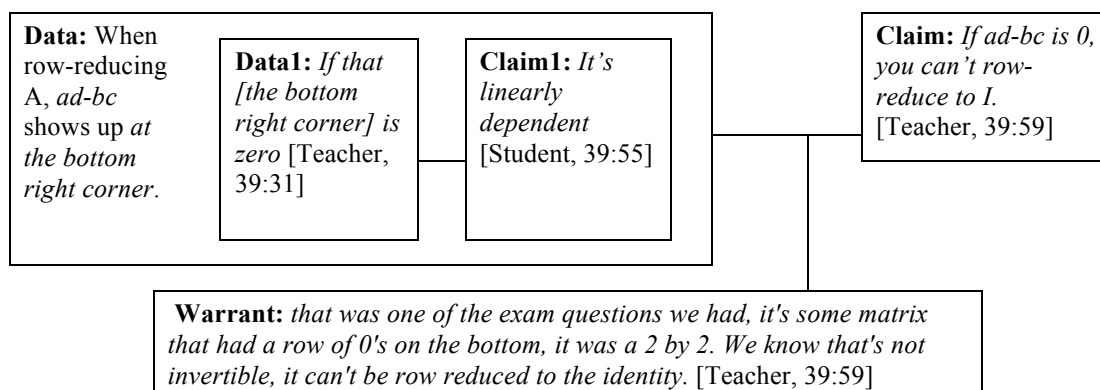 Data: When
row-reducing
A, ad-bc
shows up at
the bottom
right corner.
Data1: If that
[the bottom
right corner] is
zero [Teacher,
39:31]
Claim1: It's
linearly
dependent
[Student, 39:55]
Claim: If ad-bc is 0,
you can't row-
reduce to I.
[Teacher, 39:59]
Warrant: that was one of the exam questions we had, it's some matrix
that had a row of 0's on the bottom, it was a 2 by 2. We know that's not
invertible, it can't be row reduced to the identity. [Teacher, 39:59]